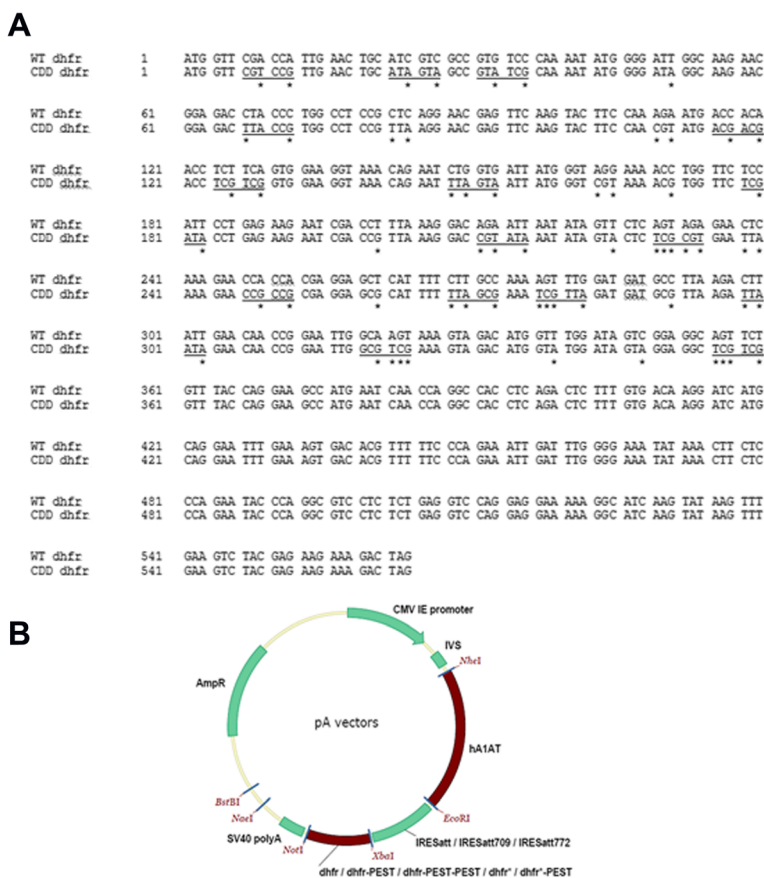 A
WT dhfr 1 ATG GTT CGA CCA TTG AAC TGC ATC GTC GCC GTG TCC CAA AAT ATG GGG ATT GGC AAG AAC
CDD dhfr 1 ATG GTT CGT CCG TTG AAC TGC ATA GTA GCC GTA TCG CAA AAT ATG GGG ATA GGC AAG AAC
* * * * * * *
WT dhfr 61 GGA GAC CTA CCC TGG CCT CCG CTC AGG AAC GAG TTC AAG TAC TTC CAA AGA ATG ACC ACA
CDD dhfr 61 GGA GAC TTA CCG TGG CCT CCG TTA AGG AAC GAG TTC AAG TAC TTC CAA CGT ATG ACG ACG
* * * * * * * *
WT dhfr 121 ACC TCT TCA GTG GAA GGT AAA CAG AAT CTG GTG ATT ATG GGT AGG AAA ACC TGG TTC TCC
CDD dhfr 121 ACC TCG TCG GTG GAA GGT AAA CAG AAT TTA GTA ATT ATG GGT CGT AAA ACC TGG TTC TCG
* * * * * * * *
WT dhfr 181 ATT CCT GAG AAG AAT CGA CCT TTA AAG GAC AGA ATT AAT ATA GTT CTC AGT AGA GAA CTC
CDD dhfr 181 ATA CCT GAG AAG AAT CGA CCG TTA AAG GAC CGT ATA AAT ATA GTA CTC TCG CGT GAA TTA
* * * * * * *** * * * *
WT dhfr 241 AAA GAA CCA CCA CGA GGA GCT CAT TTT CTT GCC AAA AGT TTG GAT GAT GCC TTA AGA CTT
CDD dhfr 241 AAA GAA CCG CCG CGA GGA GCG CAT TTT TTA GCG AAA TCG TTA GAT GAT GCG TTA AGA TTA
* * * * * * *** * * * *
WT dhfr 301 ATT GAA CAA CCG GAA TTG GCA AGT AAA GTA GAC ATG GTT TGG ATA GTC GGA GGC AGT TCT
CDD dhfr 301 ATA GAA CAA CCG GAA TTG GCG TCG AAA GTA GAC ATG GTA TGG ATA GTA GGA GGC TCG TCG
* * *** * * *** *
WT dhfr 361 GTT TAC CAG GAA GCC ATG AAT CAA CCA GGC CAC CTC AGA CTC TTT GTG ACA AGG ATC ATG
CDD dhfr 361 GTT TAC CAG GAA GCC ATG AAT CAA CCA GGC CAC CTC AGA CTC TTT GTG ACA AGG ATC ATG
WT dhfr 421 CAG GAA TTT GAA AGT GAC ACG TTT TTC CCA GAA ATT GAT TTG GGG AAA TAT AAA CTT CTC
CDD dhfr 421 CAG GAA TTT GAA AGT GAC ACG TTT TTC CCA GAA ATT GAT TTG GGG AAA TAT AAA CTT CTC
WT dhfr 481 CCA GAA TAC CCA GGC GTC CTC TCT GAG GTC CAG GAG GAA AAA GGC ATC AAG TAT AAG TTT
CDD dhfr 481 CCA GAA TAC CCA GGC GTC CTC TCT GAG GTC CAG GAG GAA AAA GGC ATC AAG TAT AAG TTT
WT dhfr 541 GAA GTC TAC GAG AAG AAA GAC TAG
CDD dhfr 541 GAA GTC TAC GAG AAG AAA GAC TAG
B
CMV IE promoter
IVS
NheI
AmpR
pA vectors
hA1AT
BstBI
NaeI
EcoRI
SV40 polyA
NotI
XbaI
IRESatt / IRESatt709 / IRESatt772
dhfr / dhfr-PEST / dhfr-PEST-PEST / dhfr* / dhfr*-PEST